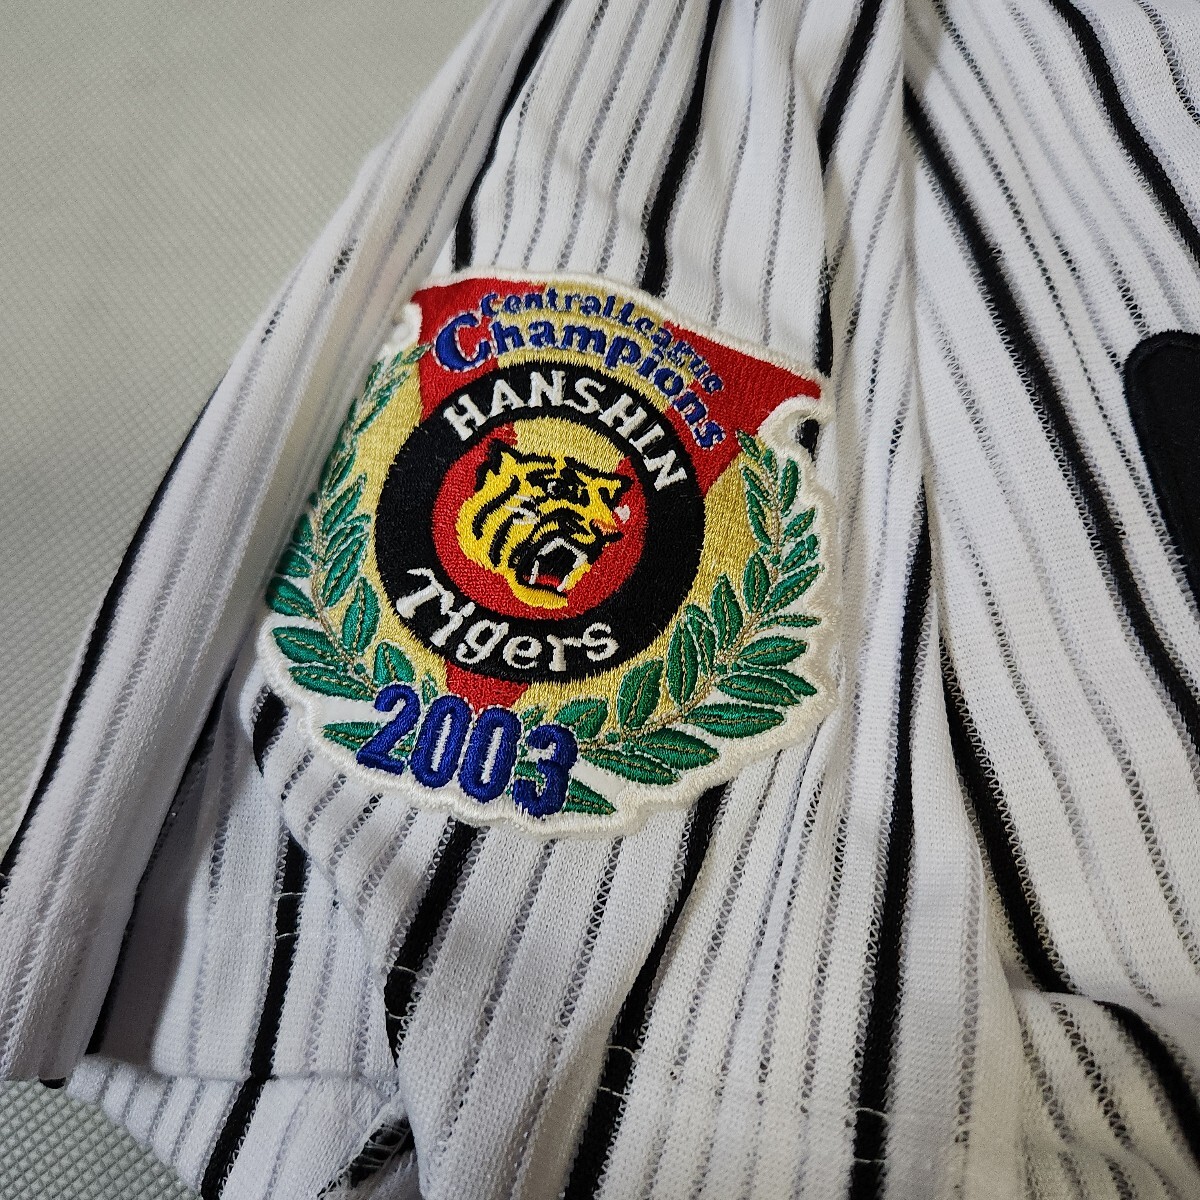 Central League
Champions
HANSHIN
Tigers
2003